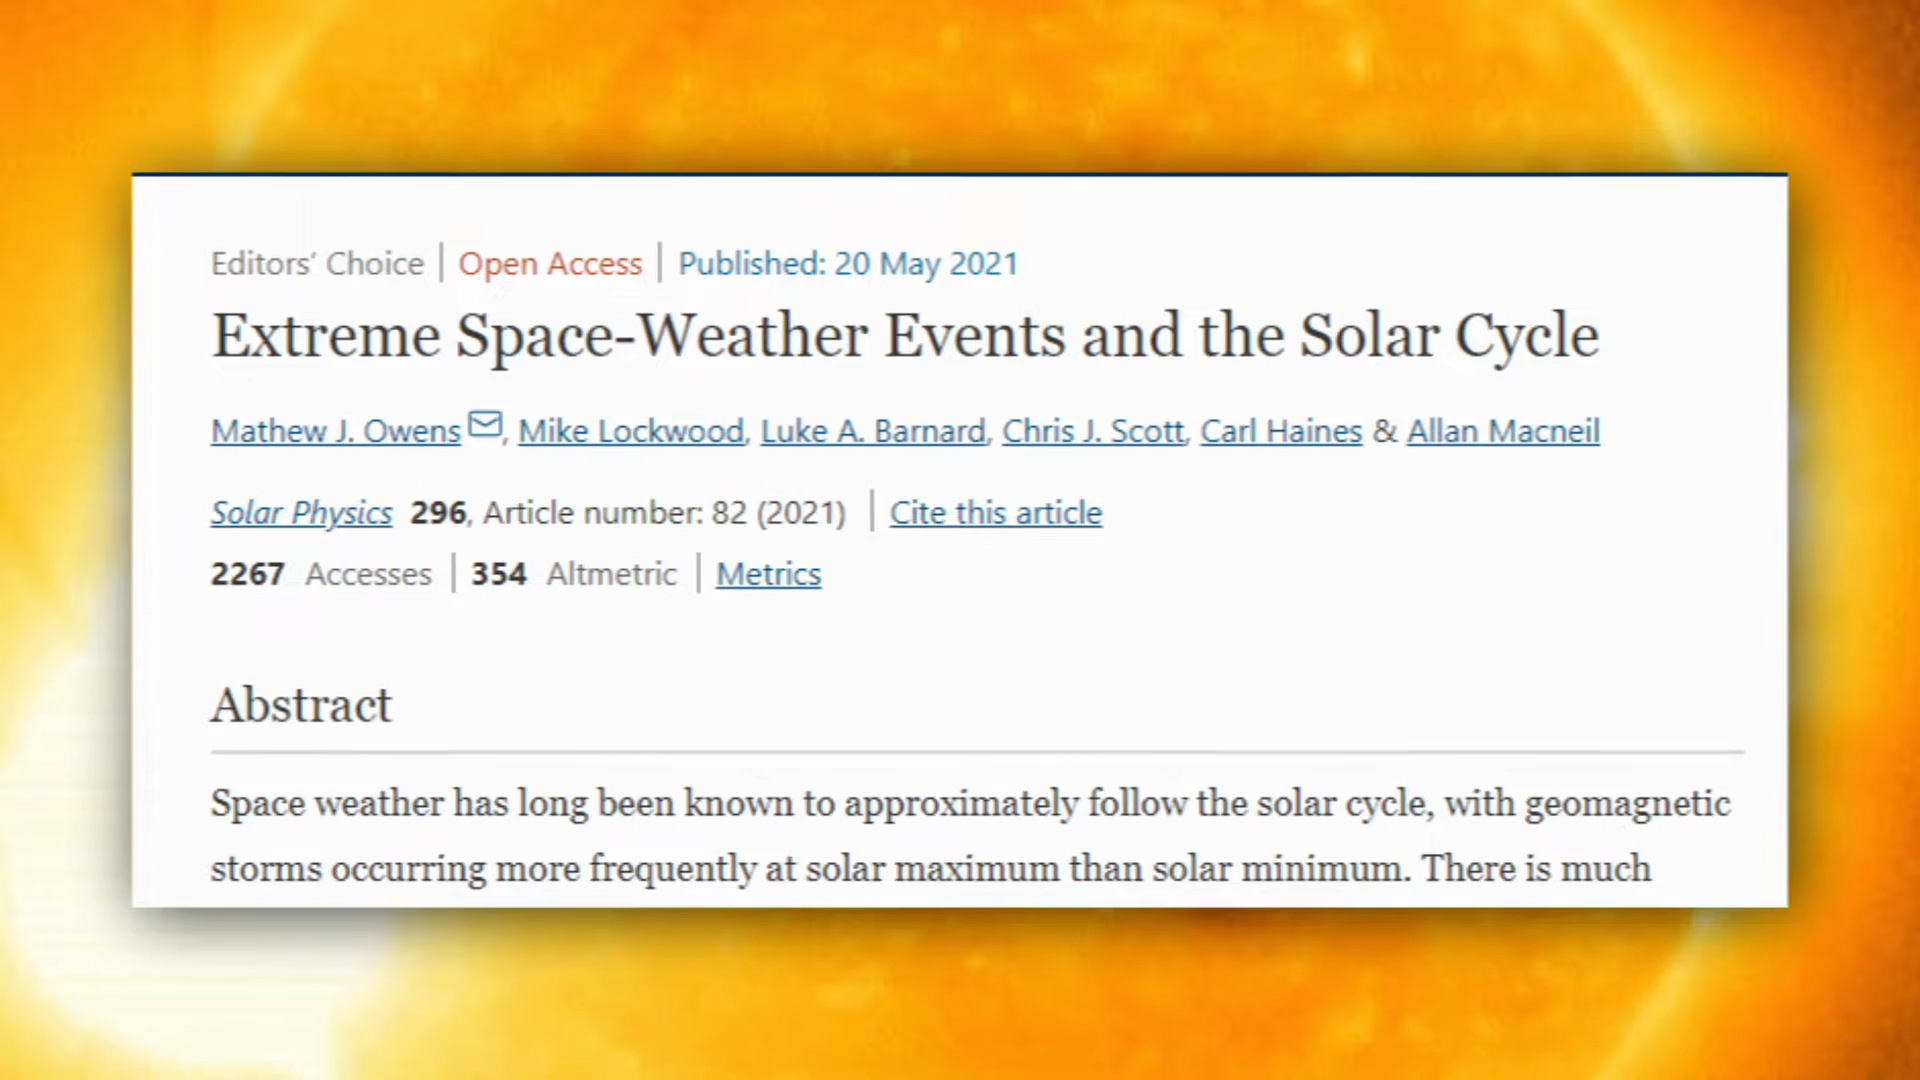 Editors' Choice | Open Access | Published: 20 May 2021
Extreme Space-Weather Events and the Solar Cycle
Mathew J. Owens, Mike Lockwood, Luke A. Barnard, Chris J. Scott, Carl Haines & Allan Macneil
Solar Physics 296, Article number: 82 (2021) | Cite this article
2267 Accesses | 354 Altmetric | Metrics
Abstract
Space weather has long been known to approximately follow the solar cycle, with geomagnetic
storms occurring more frequently at solar maximum than solar minimum. There is much